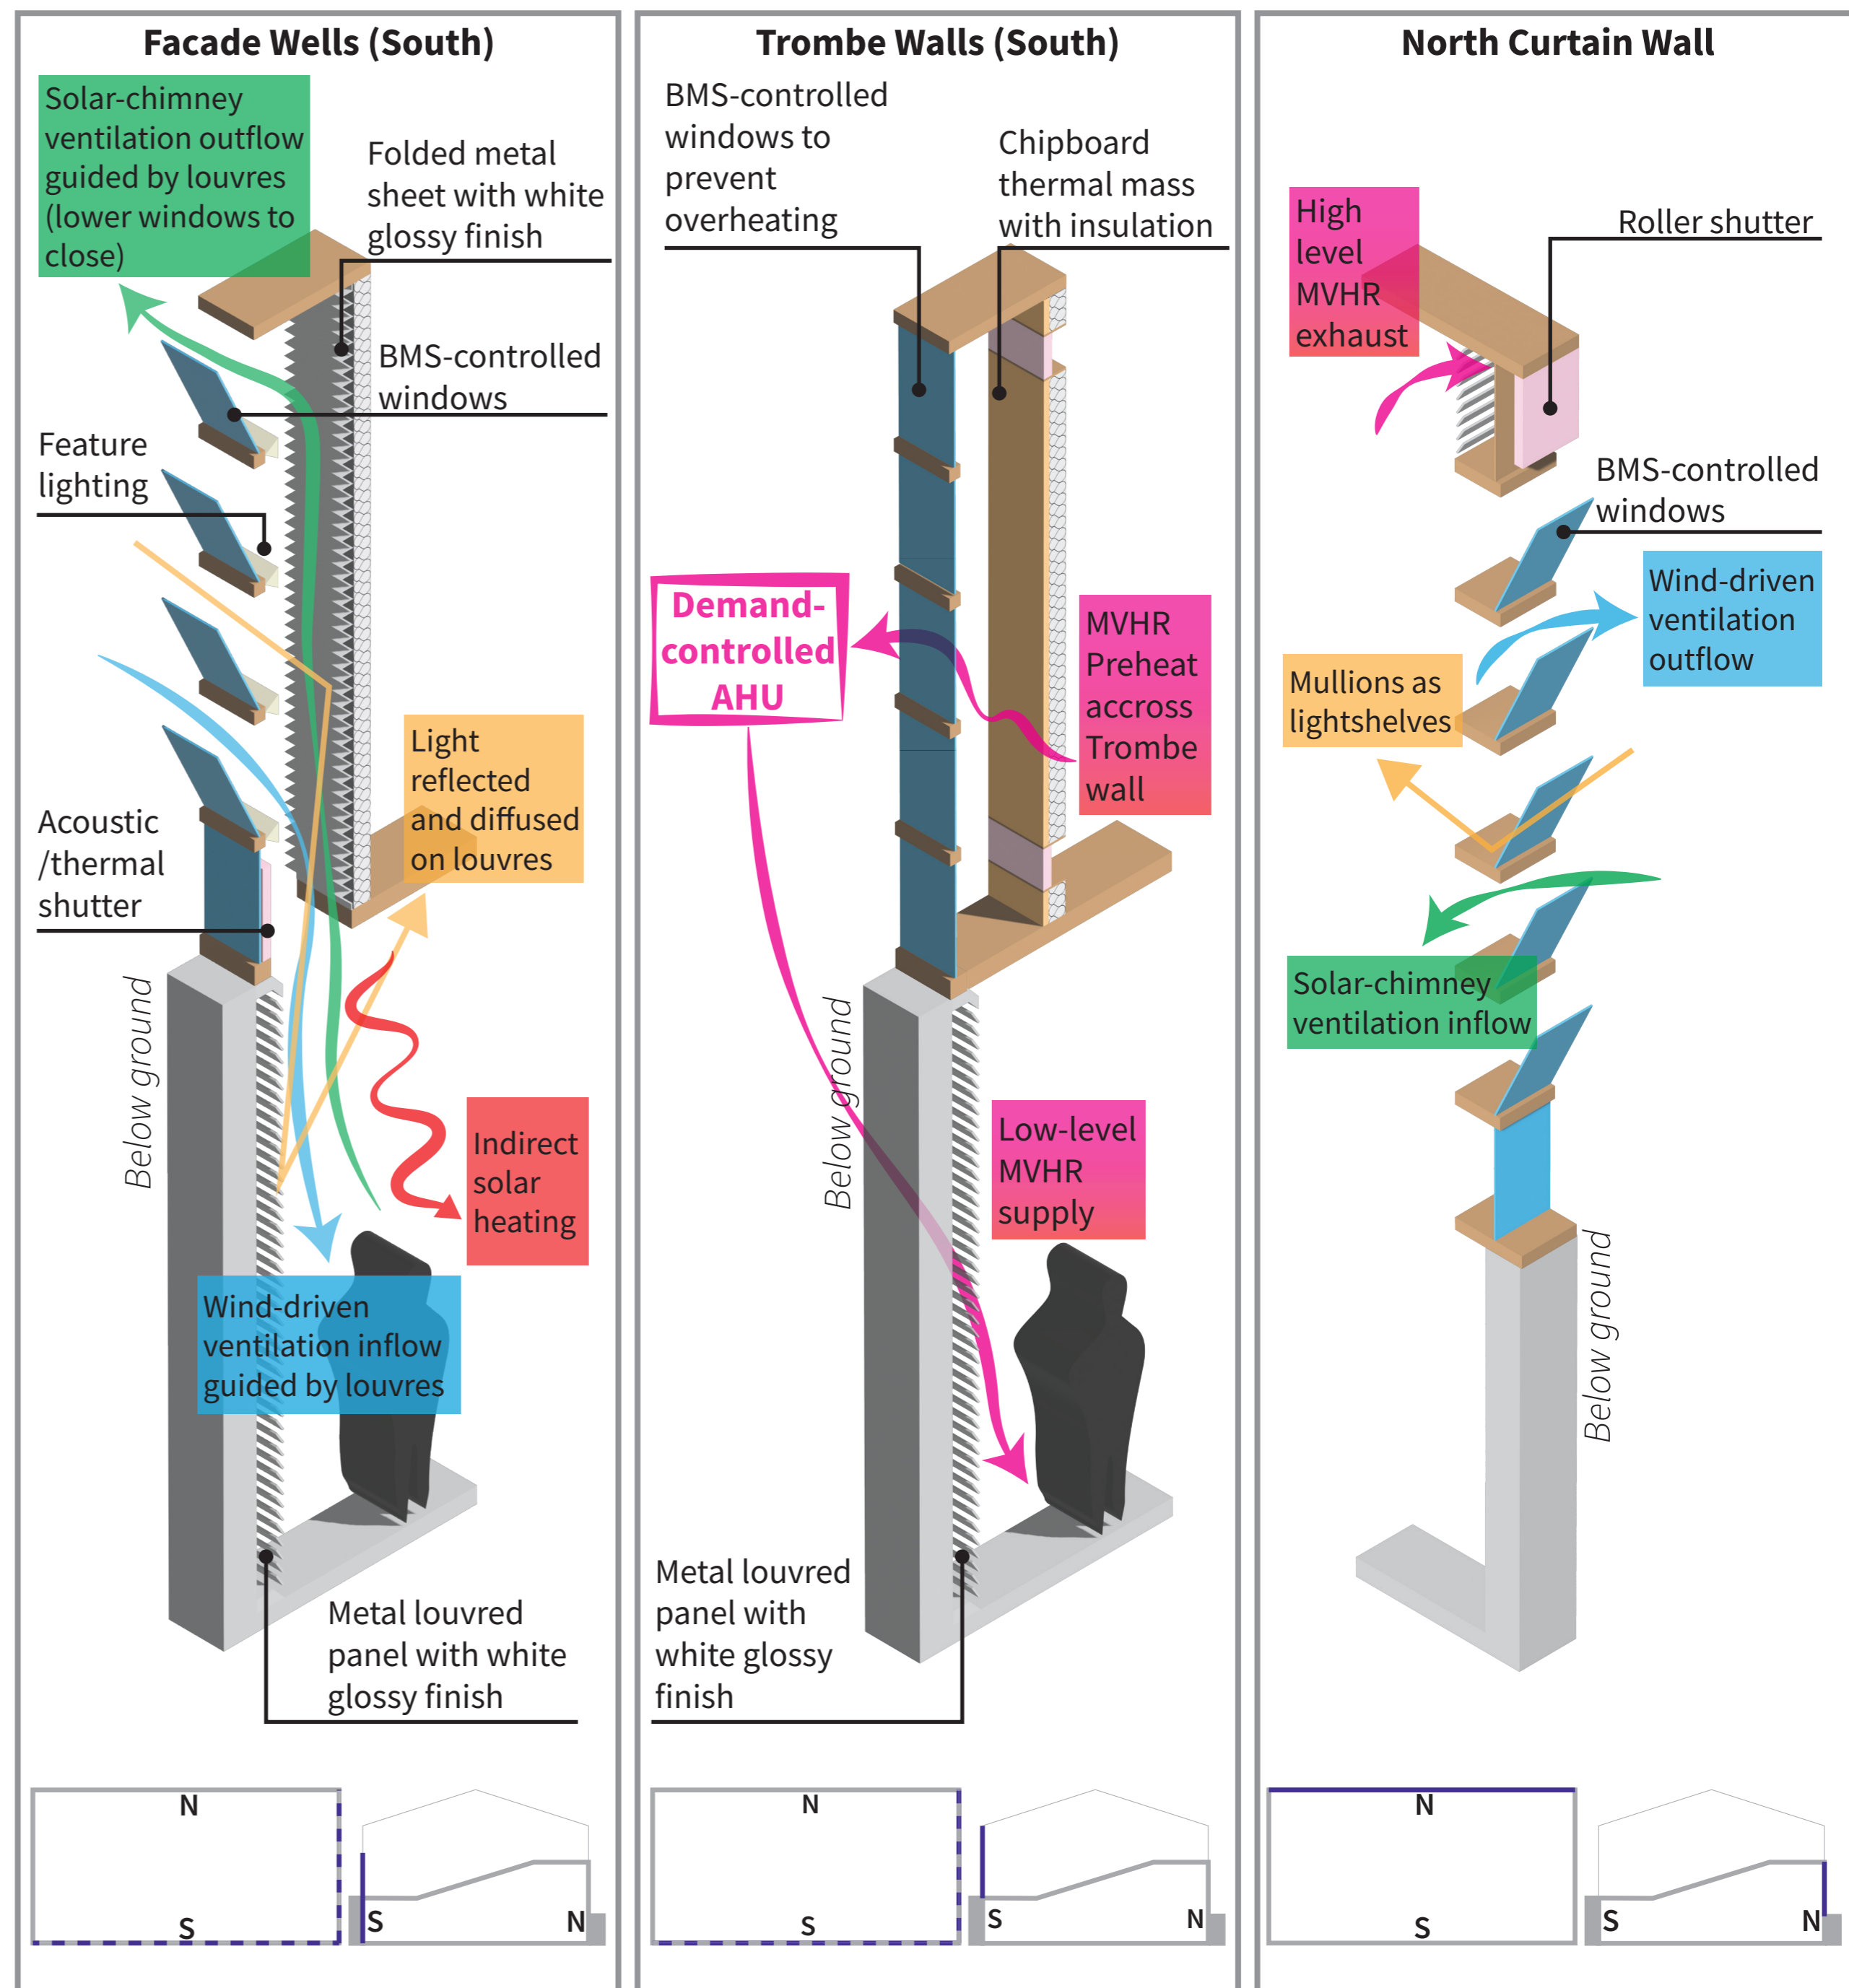 Facade Wells (South)
Solar-chimney
ventilation outflow
guided by louvres
(lower windows to
close)
Folded metal
sheet with white
glossy finish
BMS-controlled
windows
Feature
lighting
Light
reflected
and diffused
on louvres
Acoustic
/thermal
shutter
Below ground
Indirect
solar
heating
Wind-driven
ventilation inflow
guided by louvres
Metal louvred
panel with white
glossy finish
N
S
S
N
Trombe Walls (South)
BMS-controlled
windows to
prevent
overheating
Chipboard
thermal mass
with insulation
Demand-
controlled
AHU
MVHR
Preheat
accross
Trombe
wall
Below ground
Low-level
MVHR
supply
Metal louvred
panel with
white glossy
finish
N
S
S
N
North Curtain Wall
High
level
MVHR
exhaust
Roller shutter
BMS-controlled
windows
Wind-driven
ventilation
outflow
Mullions as
lightshelves
Solar-chimney
ventilation inflow
Below ground
N
S
S
N